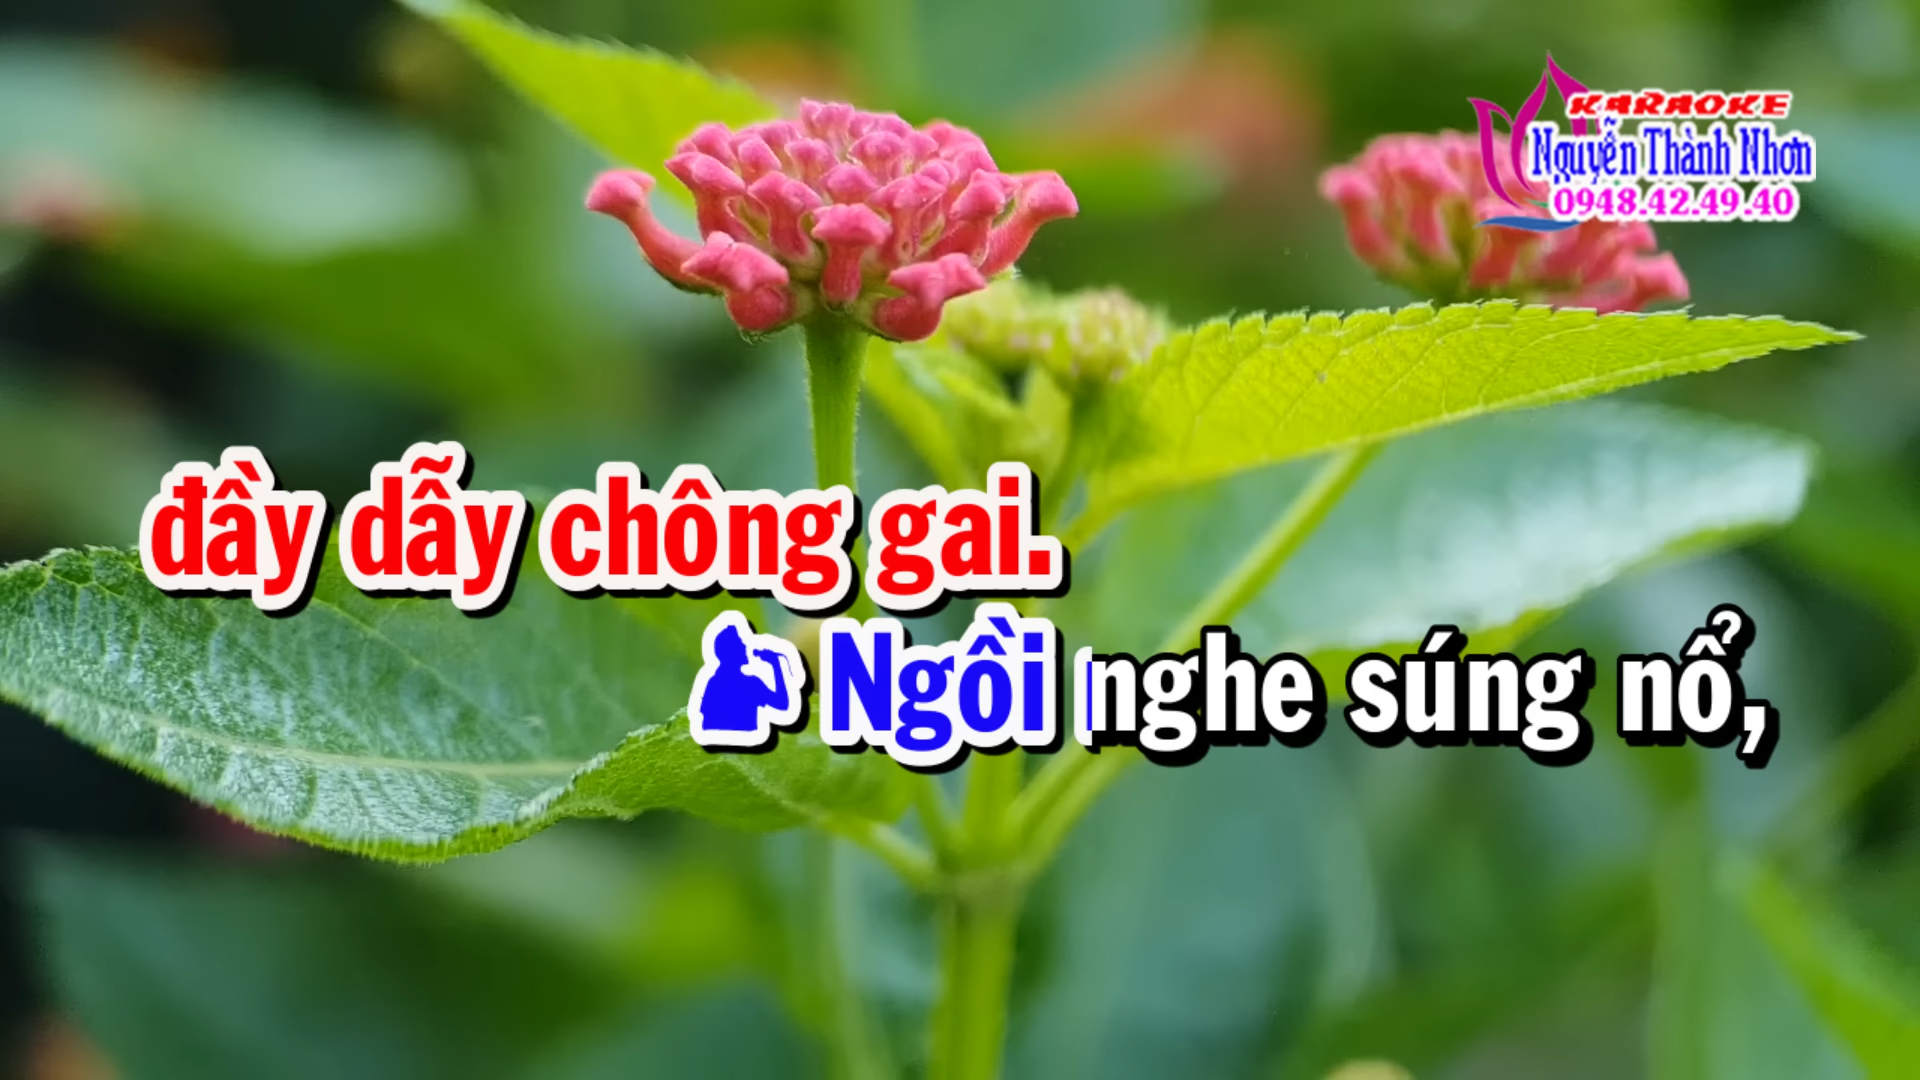 KARAOKE
Nguyễn Thành Nhơn
0948.42.49.40
đầy dẫy chông gai.
Ngồi nghe súng nổ,